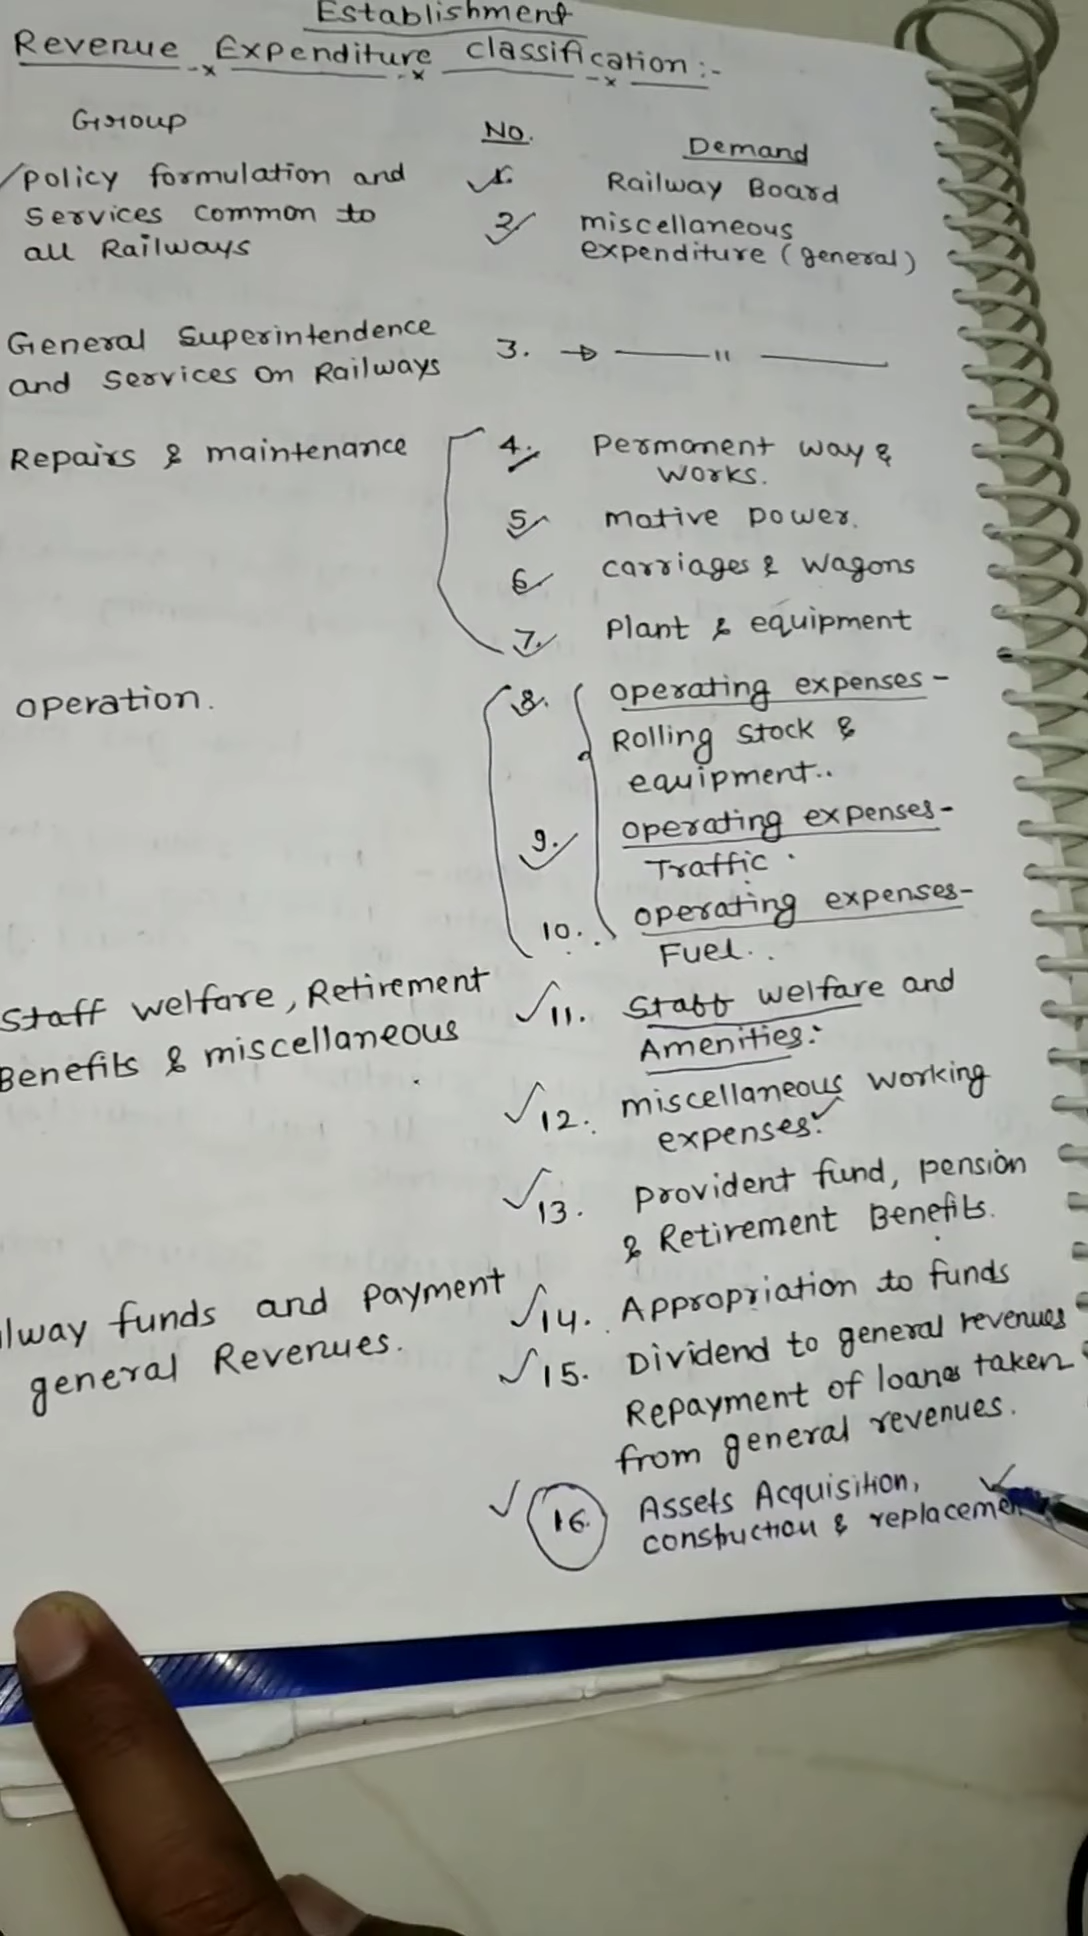 Establishment
Revenue Expenditure classification:-
Group No. Demand
policy formulation and 1. Railway Board
Services common to 2 miscellaneous
all Railways expenditure (general)
General Superintendence 3. → —— " ——
and Services on Railways
Repairs & maintenance 4. Permanent way &
works.
5 motive power.
6 carriages & wagons
7. Plant & equipment
operation. 8. operating expenses -
Rolling stock &
equipment..
9. operating expenses-
Traffic.
10. operating expenses-
Fuel..
Staff welfare, Retirement 11. Staff welfare and
Benefits & miscellaneous Amenities:
12. miscellaneous working
expenses.
13. provident fund, pension
& Retirement Benefits.
lway funds and payment 14. Appropriation to funds
general Revenues. 15. Dividend to general revenues
Repayment of loans taken
from general revenues.
16. Assets Acquisition,
construction & replaceme